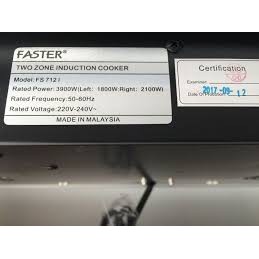 FASTER®
TWO ZONE INDUCTION COOKER
Model: FS 712 I
Rated Power: 3900W(Left: 1800W:Right: 2100W)
Rated Frequency:50-60Hz
Rated Voltage:220V-240V~
MADE IN MALAYSIA
Certification
Examiner
Date Of Production
2017 -09- 12